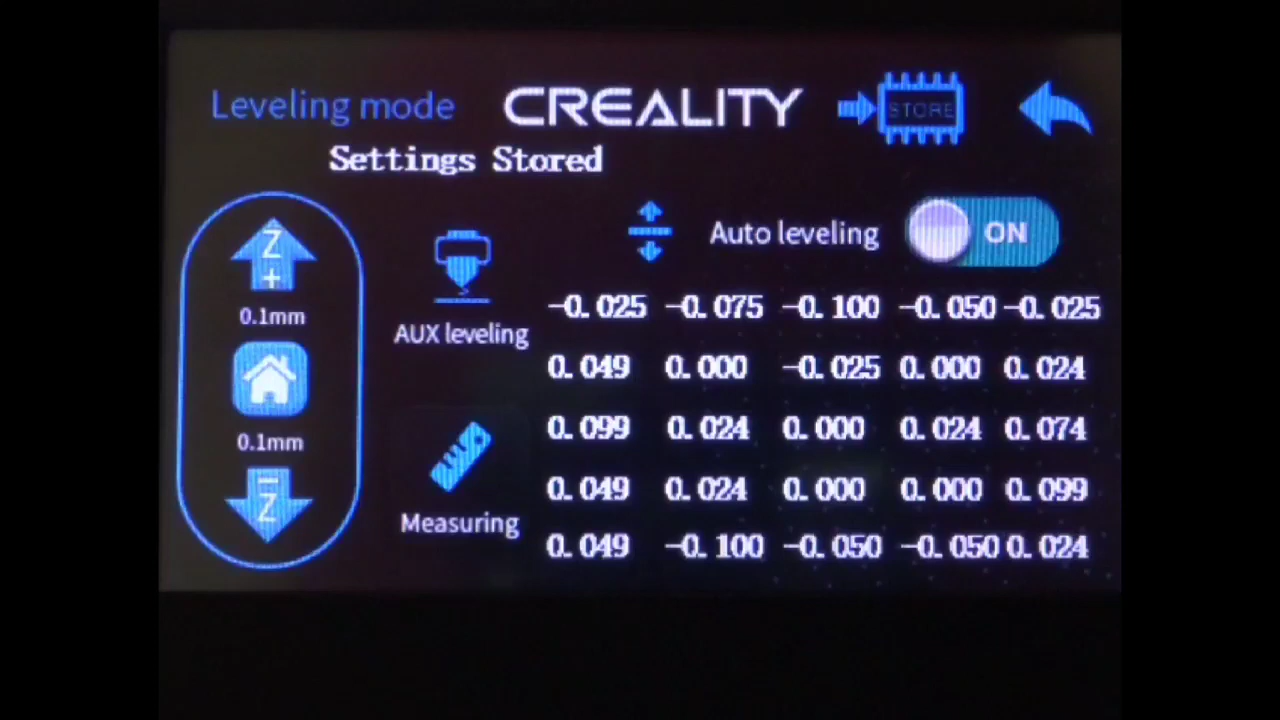 Leveling mode CREALITY STORE
Settings Stored
Z
+
0.1mm
0.1mm
-
Z
AUX leveling
Measuring
Auto leveling ON
-0.025 -0.075 -0.100 -0.050 -0.025
0.049 0.000 -0.025 0.000 0.024
0.099 0.024 0.000 0.024 0.074
0.049 0.024 0.000 0.000 0.099
0.049 -0.100 -0.050 -0.050 0.024